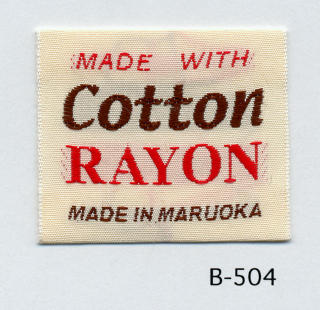 MADE WITH
Cotton
RAYON
MADE IN MARUOKA
B-504